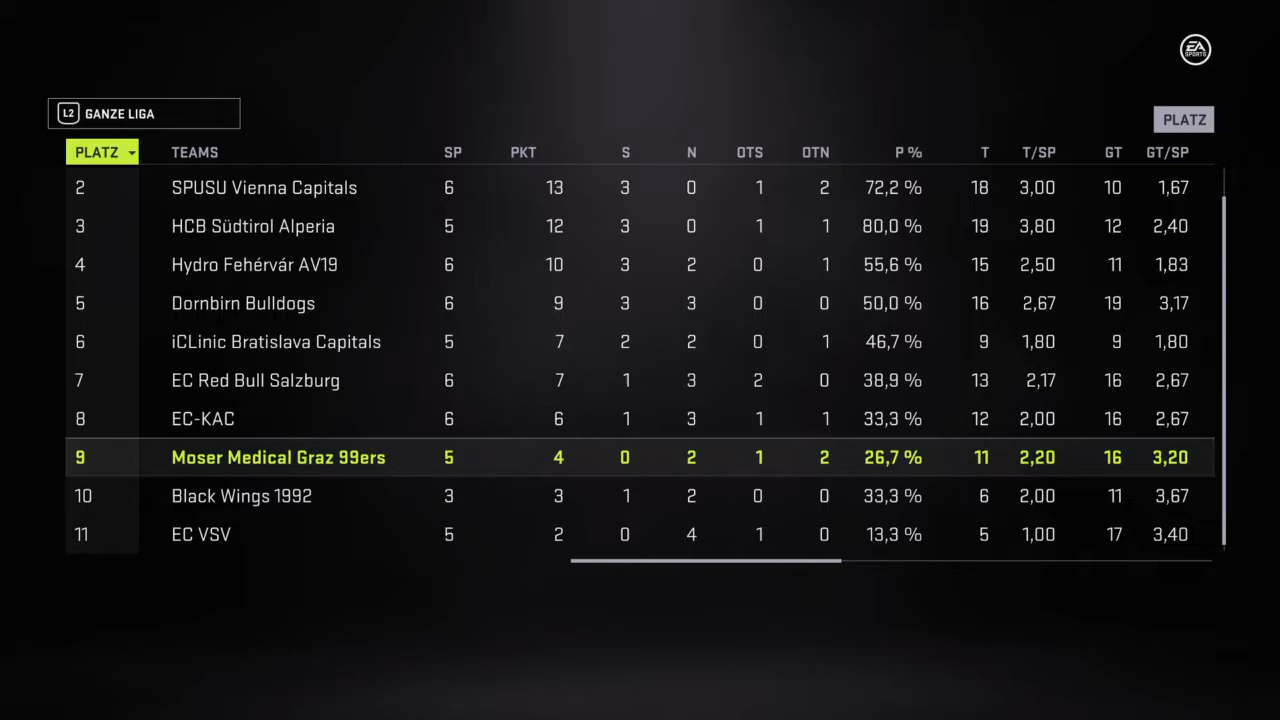 EA SPORTS
L2 GANZE LIGA
PLATZ
PLATZ TEAMS SP PKT S N OTS OTN P % T T/SP GT GT/SP
2 SPUSU Vienna Capitals 6 13 3 0 1 2 72,2 % 18 3,00 10 1,67
3 HCB Südtirol Alperia 5 12 3 0 1 1 80,0 % 19 3,80 12 2,40
4 Hydro Fehérvár AV19 6 10 3 2 0 1 55,6 % 15 2,50 11 1,83
5 Dornbirn Bulldogs 6 9 3 3 0 0 50,0 % 16 2,67 19 3,17
6 iCLinic Bratislava Capitals 5 7 2 2 0 1 46,7 % 9 1,80 9 1,80
7 EC Red Bull Salzburg 6 7 1 3 2 0 38,9 % 13 2,17 16 2,67
8 EC-KAC 6 6 1 3 1 1 33,3 % 12 2,00 16 2,67
9 Moser Medical Graz 99ers 5 4 0 2 1 2 26,7 % 11 2,20 16 3,20
10 Black Wings 1992 3 3 1 2 0 0 33,3 % 6 2,00 11 3,67
11 EC VSV 5 2 0 4 1 0 13,3 % 5 1,00 17 3,40